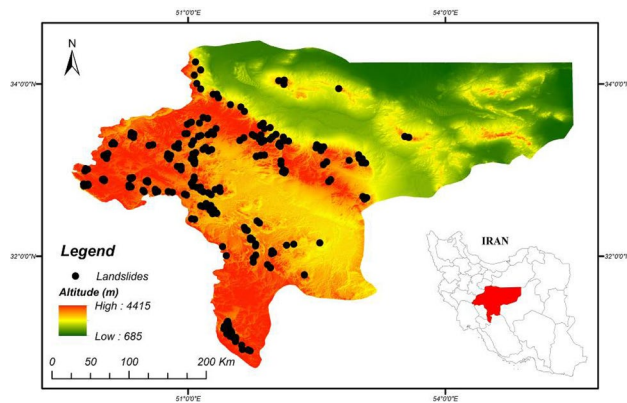 51°0'0"E
54°0'0"E
N
34°0'0"N
34°0'0"N
32°0'0"N
32°0'0"N
Legend
Landslides
Altitude (m)
High : 4415
Low : 685
0
50
100
200 Km
IRAN
51°0'0"E
54°0'0"E